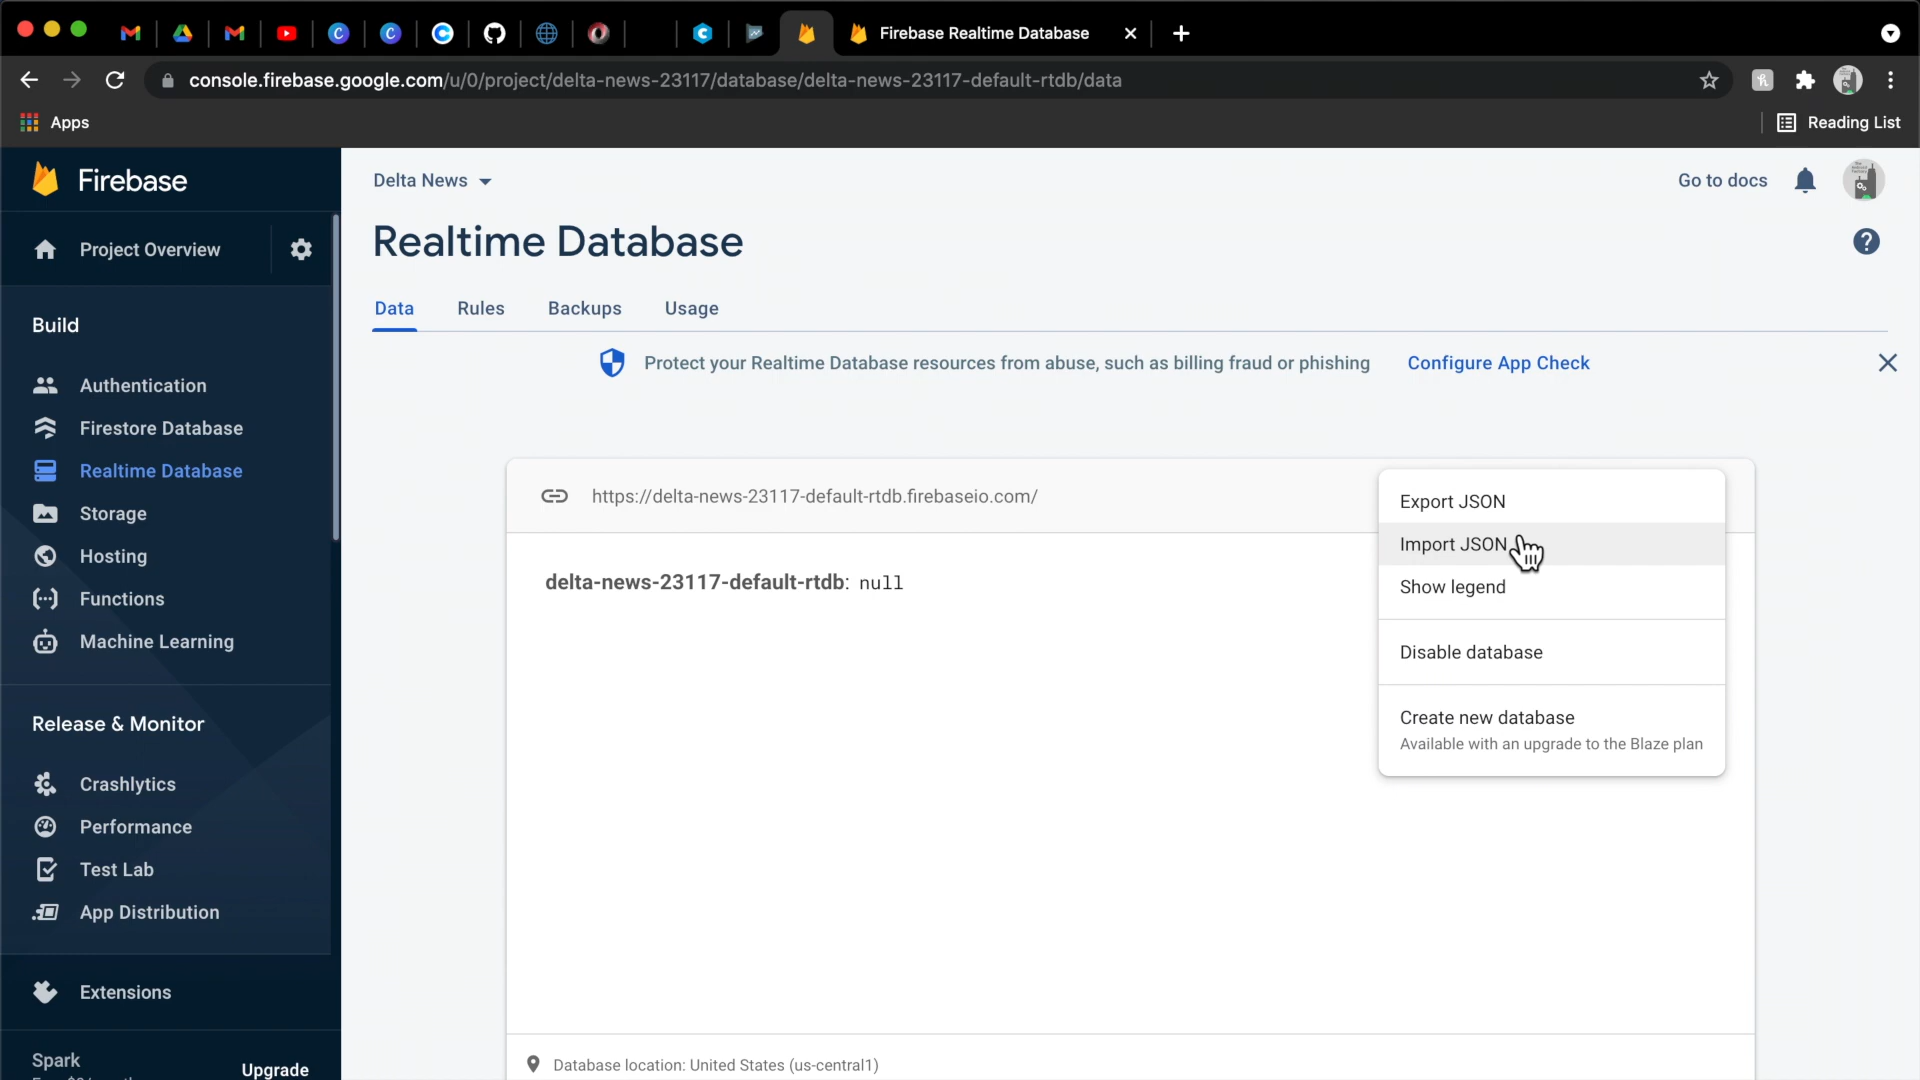 Firebase Realtime Database
console.firebase.google.com/u/0/project/delta-news-23117/database/delta-news-23117-default-rtdb/data
Apps
Reading List
Firebase
Delta News
Go to docs
Project Overview
Realtime Database
Data
Rules
Backups
Usage
Build
Protect your Realtime Database resources from abuse, such as billing fraud or phishing
Configure App Check
Authentication
Firestore Database
Realtime Database
Storage
Hosting
Functions
Machine Learning
https://delta-news-23117-default-rtdb.firebaseio.com/
delta-news-23117-default-rtdb: null
Export JSON
Import JSON
Show legend
Disable database
Create new database
Available with an upgrade to the Blaze plan
Release & Monitor
Crashlytics
Performance
Test Lab
App Distribution
Extensions
Spark
Upgrade
Database location: United States (us-central1)